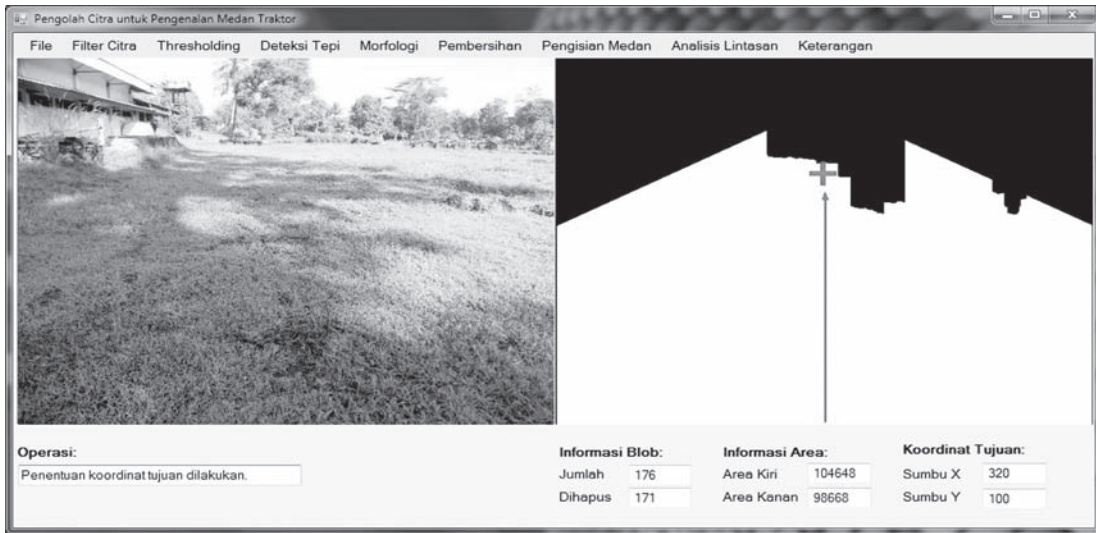 Pengolah Citra untuk Pengenalan Medan Traktor
File Filter Citra Thresholding Deteksi Tepi Morfologi Pembersihan Pengisian Medan Analisis Lintasan Keterangan
Operasi:
Penentuan koordinat tujuan dilakukan.
Informasi Blob:
Jumlah 176
Dihapus 171
Informasi Area:
Area Kiri 104648
Area Kanan 98668
Koordinat Tujuan:
Sumbu X 320
Sumbu Y 100